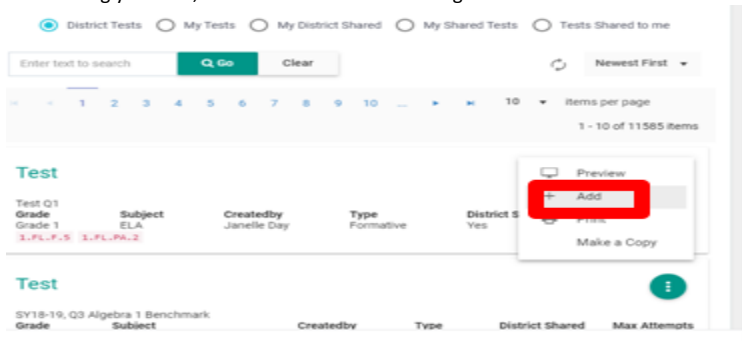 District Tests My Tests My District Shared My Shared Tests Tests Shared to me
Enter text to search Go Clear Newest First
1 2 3 4 5 6 7 8 9 10 ... 10 items per page
1 - 10 of 11585 items
Test
Preview
Add
Test Q1
Grade Subject Createdby Type District S
Print
Grade 1 ELA Janelle Day Formative Yes
1.FL.F.5 1.FL.PA.2
Make a Copy
Test
SY18-19, Q3 Algebra 1 Benchmark
Grade Subject Createdby Type District Shared Max Attempts